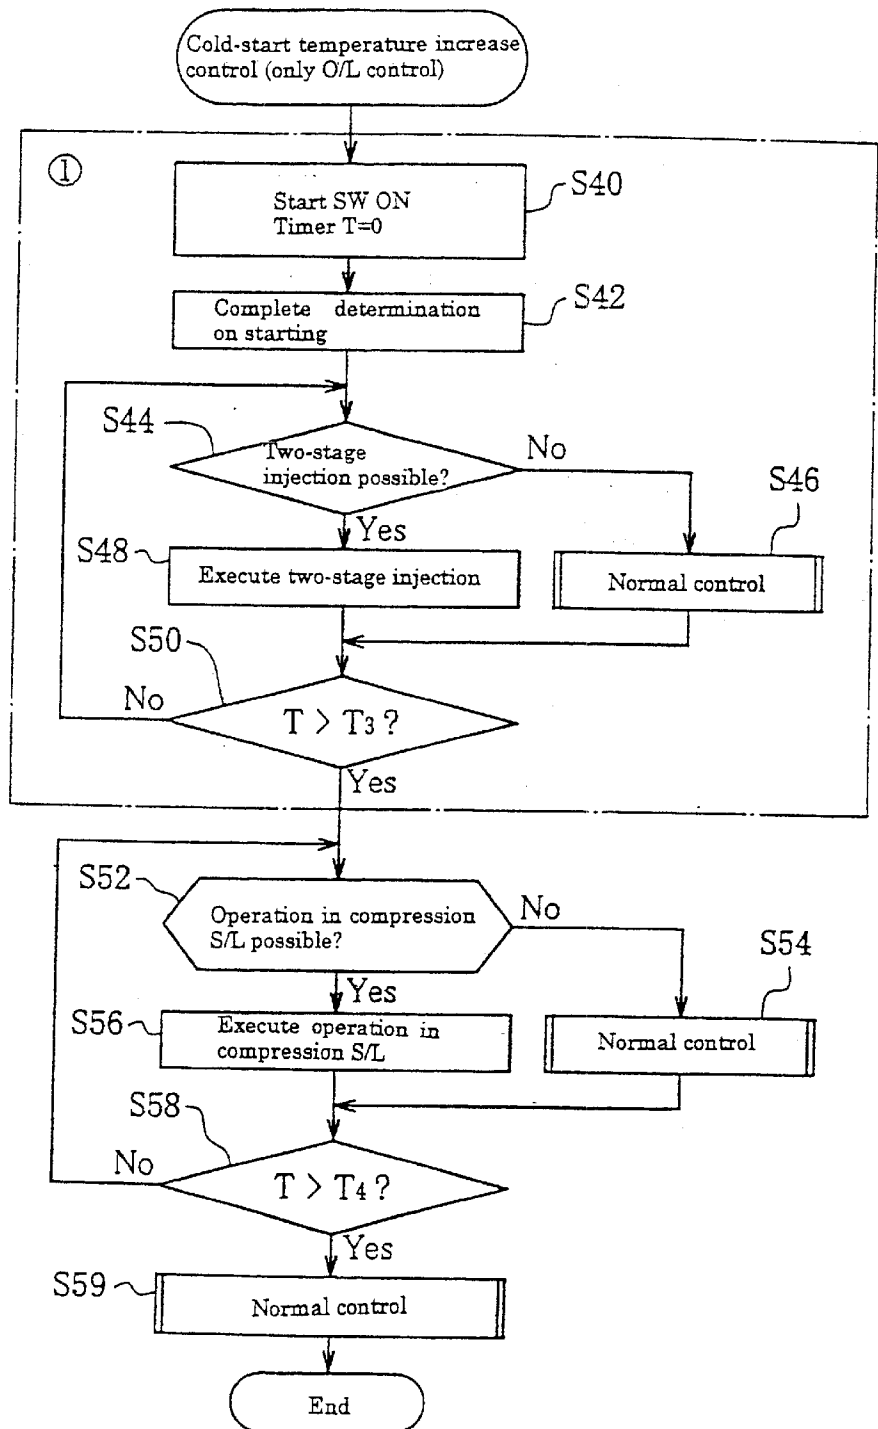 Cold-start temperature increase
control (only O/L control)
①
Start SW ON
Timer T=0
S40
Complete determination
on starting
S42
S44
Two-stage
injection possible?
No
Yes
S46
S48
Execute two-stage injection
Normal control
S50
No
T > T3 ?
Yes
S52
Operation in compression
S/L possible?
No
Yes
S54
S56
Execute operation in
compression S/L
Normal control
S58
No
T > T4 ?
Yes
S59
Normal control
End